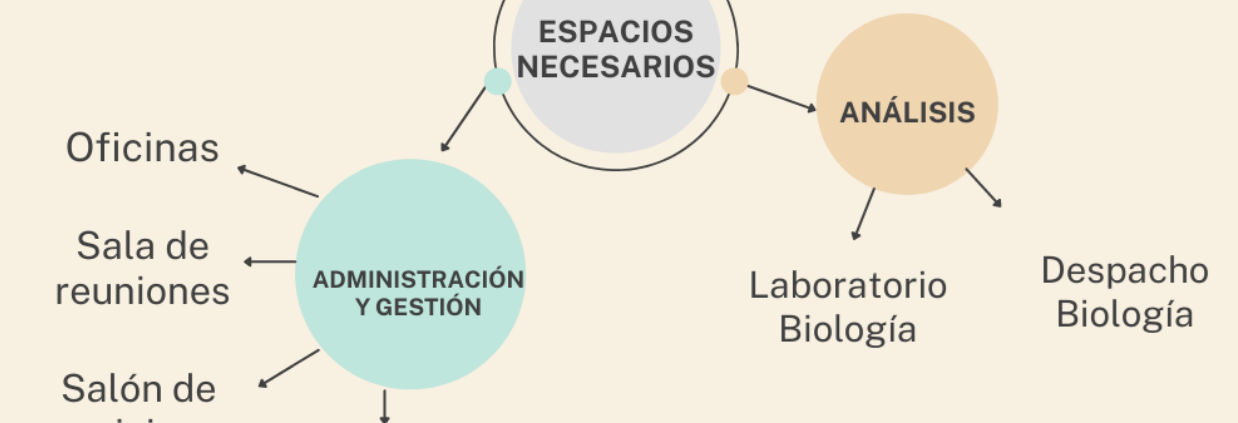 ESPACIOS
NECESARIOS
ANÁLISIS
Oficinas
Sala de
reuniones
ADMINISTRACIÓN
Y GESTIÓN
Laboratorio
Biología
Despacho
Biología
Salón de